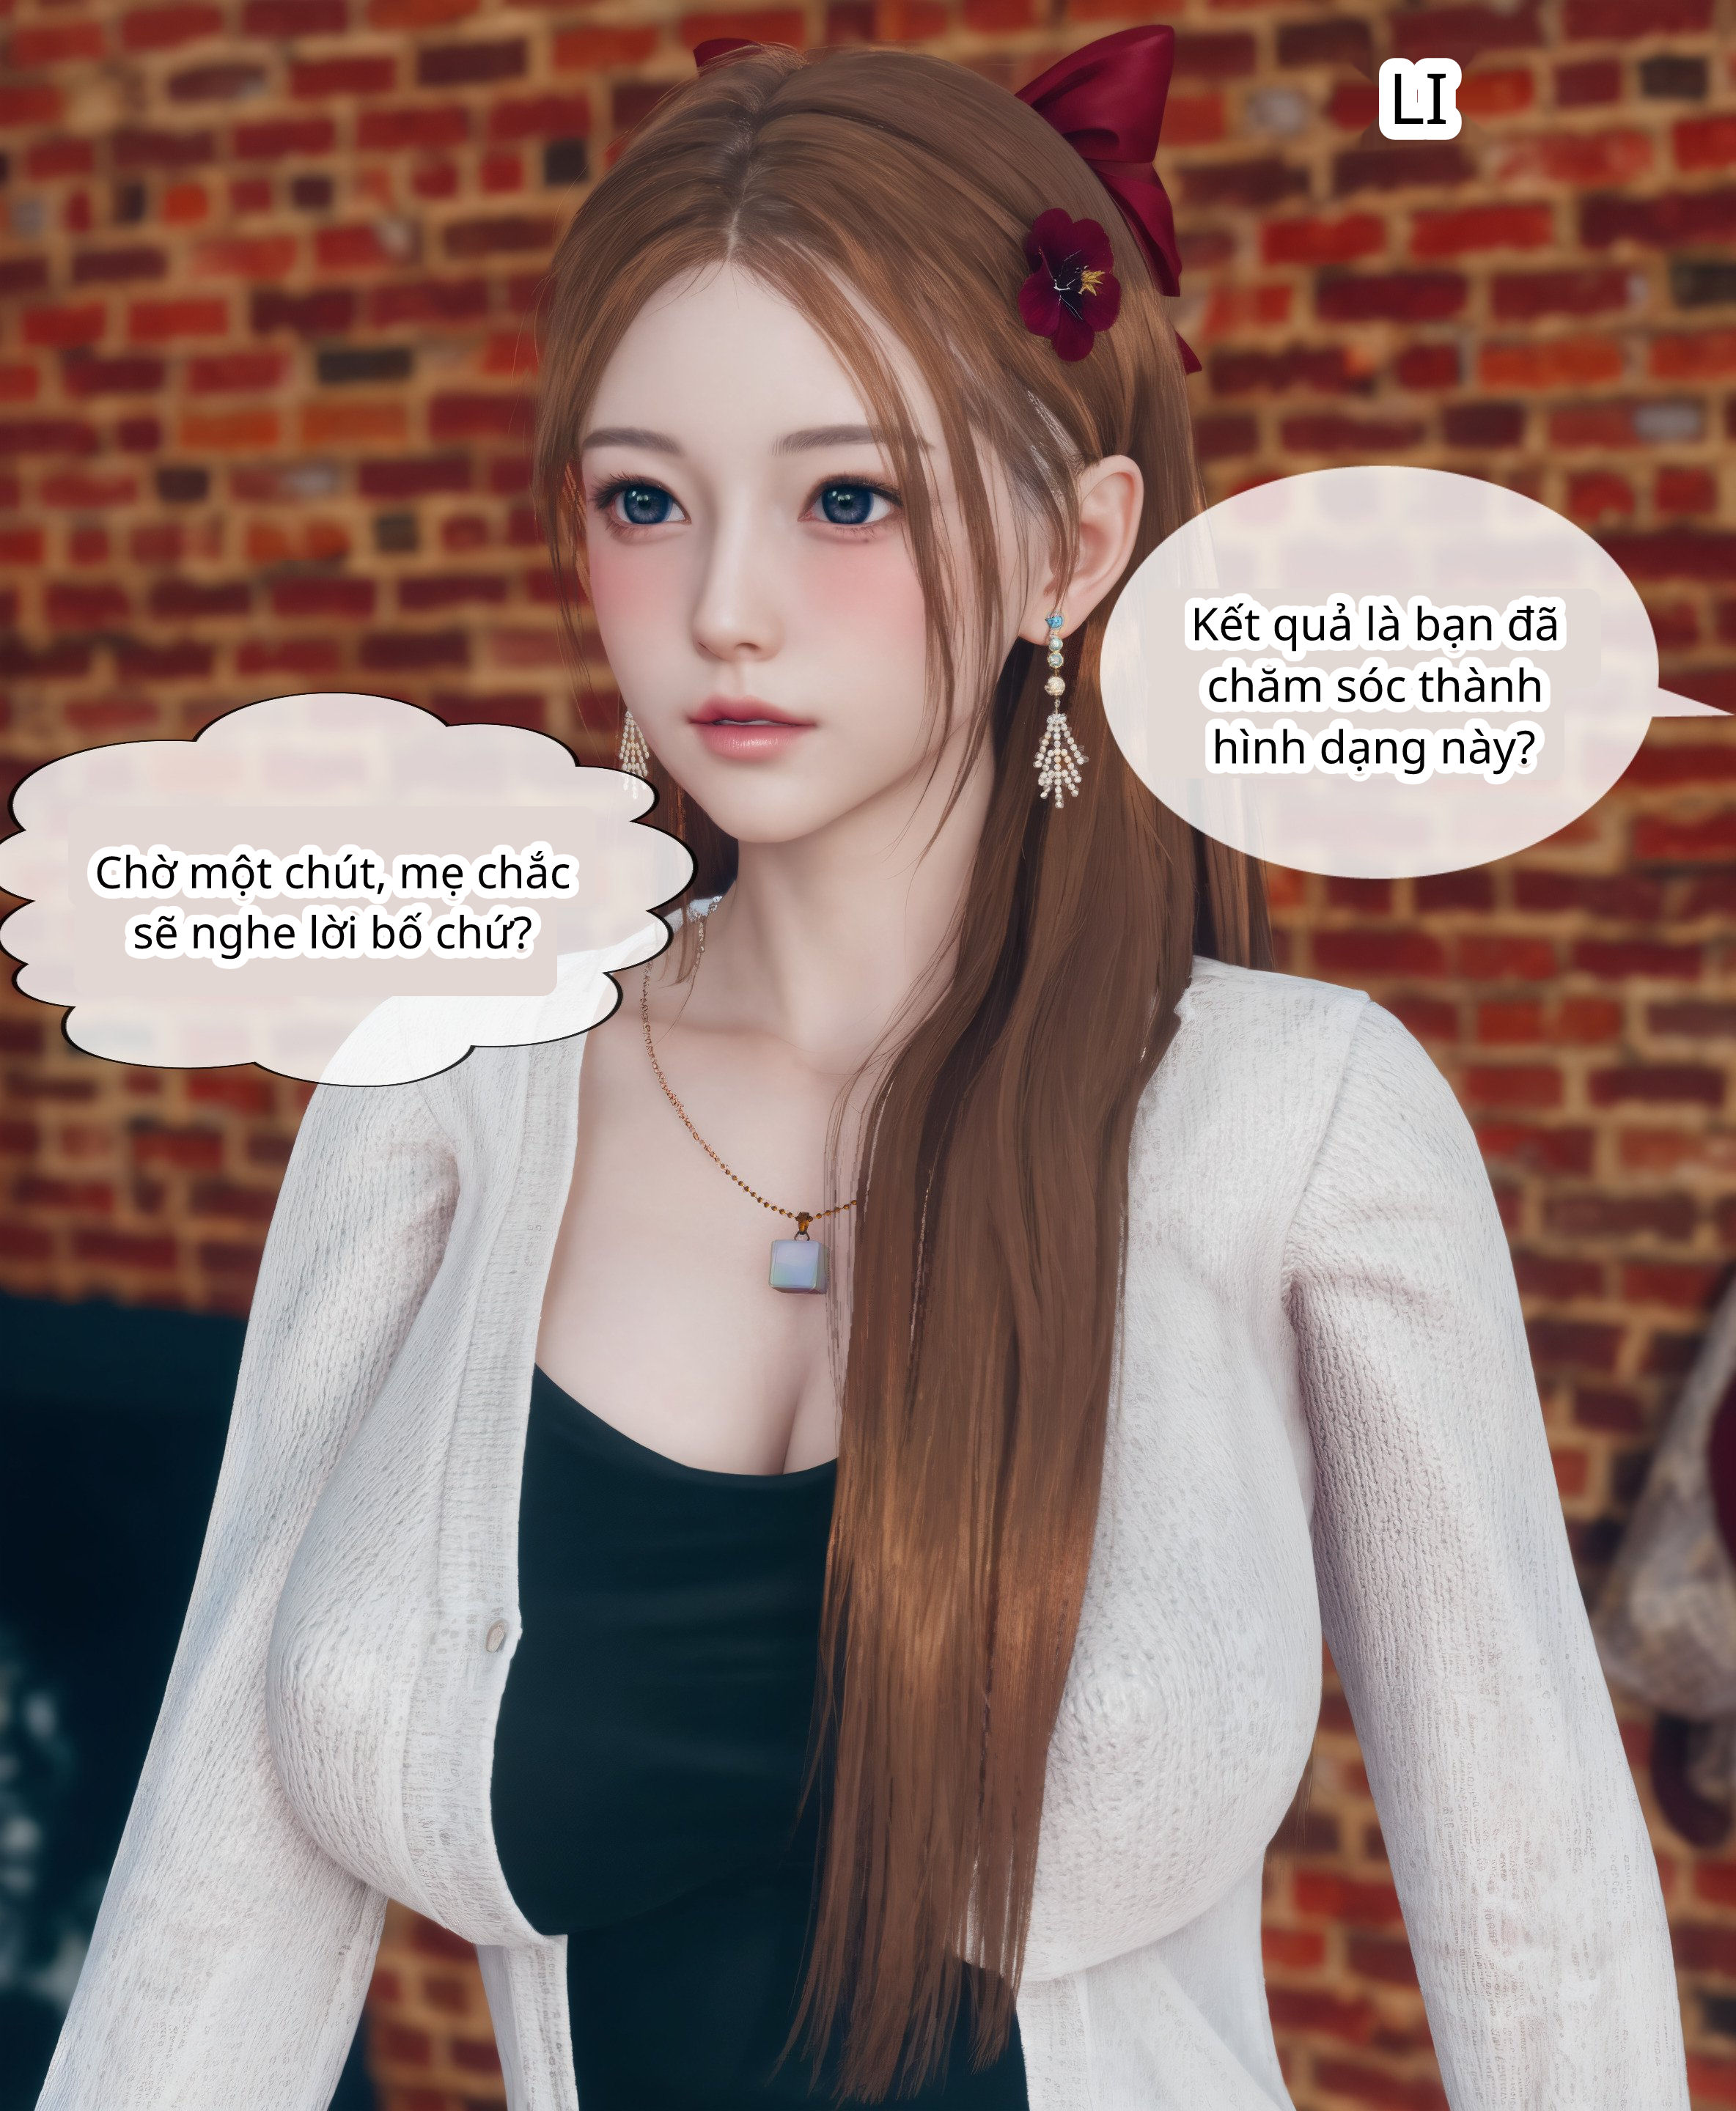 LI
Kết quả là bạn đã
chăm sóc thành
hình dạng này?
Chờ một chút, mẹ chắc
sẽ nghe lời bố chứ?